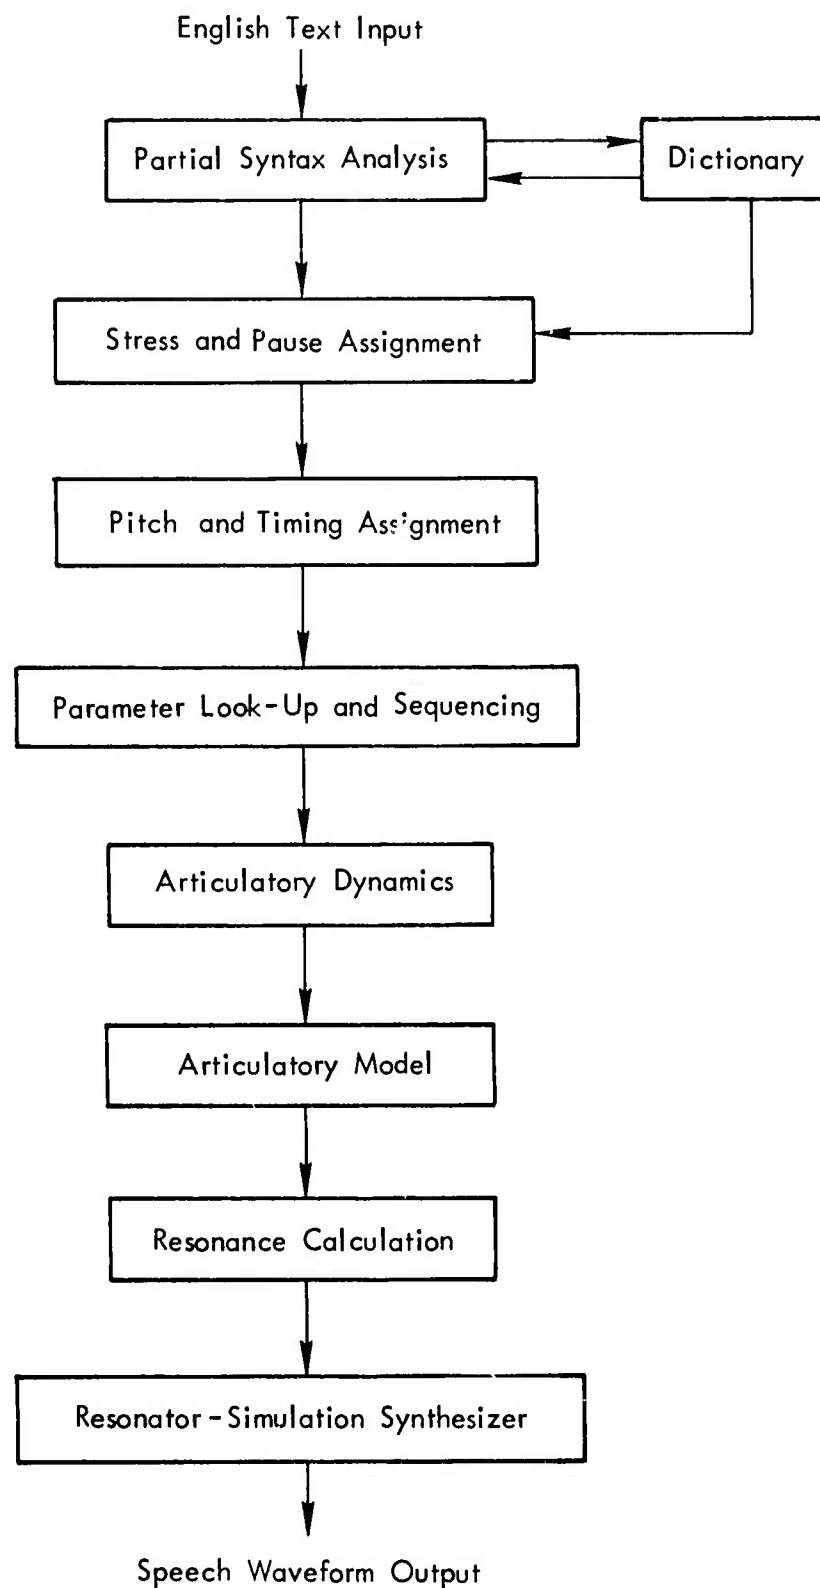 English Text Input
Partial Syntax Analysis
Dictionary
Stress and Pause Assignment
Pitch and Timing Assignment
Parameter Look-Up and Sequencing
Articulatory Dynamics
Articulatory Model
Resonance Calculation
Resonator-Simulation Synthesizer
Speech Waveform Output